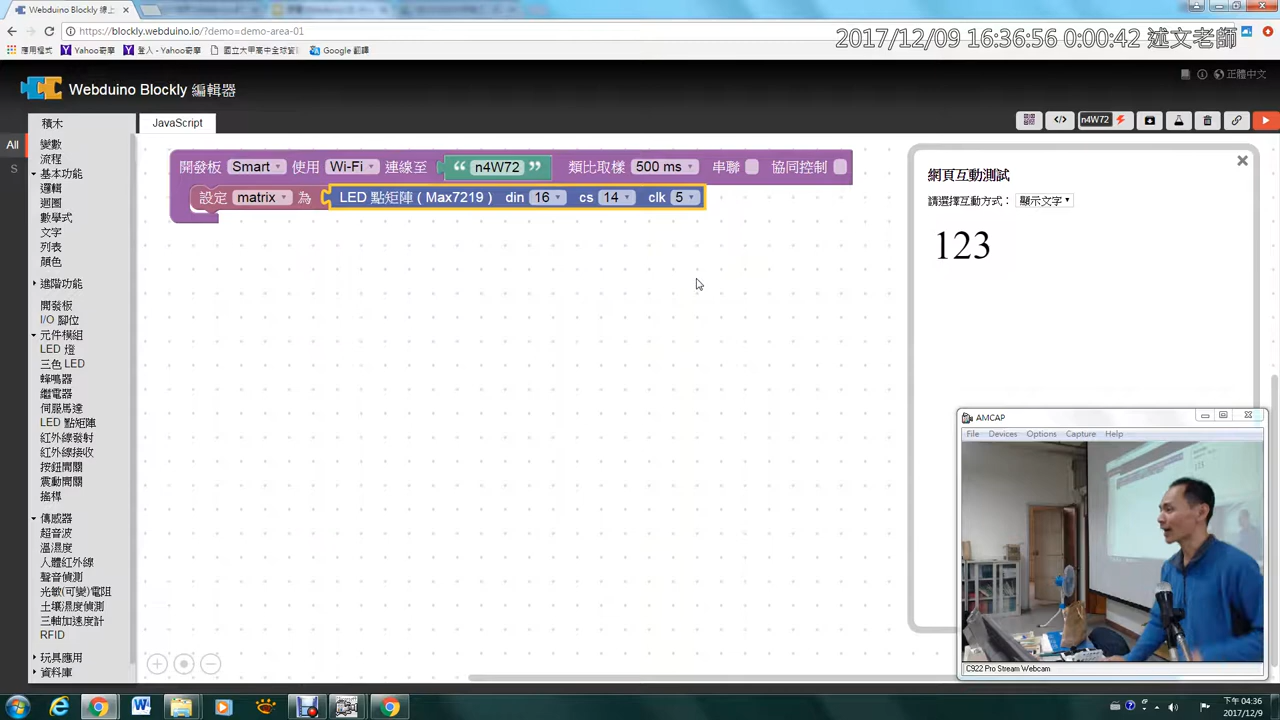 Webduino Blockly 線上
https://blockly.webduino.io/?demo=demo-area-01
2017/12/09 16:36:56 0:00:42 述文老師
應用程式 Yahoo奇摩 登入 - Yahoo奇摩 國立大甲高中全球資 Google 翻譯
Webduino Blockly 編輯器
正體中文
積木
JavaScript
n4W72
All
S
變數
流程
基本功能
邏輯
迴圈
數學式
文字
列表
顏色
進階功能
開發板
I/O 腳位
元件模組
LED 燈
三色 LED
蜂鳴器
繼電器
伺服馬達
LED 點矩陣
紅外線發射
紅外線接收
按鈕開關
震動開關
搖桿
傳感器
超音波
溫濕度
人體紅外線
聲音偵測
光敏(可變)電阻
土壤濕度偵測
三軸加速度計
RFID
玩具應用
資料庫
開發板 Smart 使用 Wi-Fi 連線至 “ n4W72 ” 類比取樣 500 ms 串聯 協同控制
設定 matrix 為 LED 點矩陣 ( Max7219 ) din 16 cs 14 clk 5
網頁互動測試
請選擇互動方式： 顯示文字
123
AMCAP
File Devices Options Capture Help
C922 Pro Stream Webcam
下午 04:36
2017/12/9